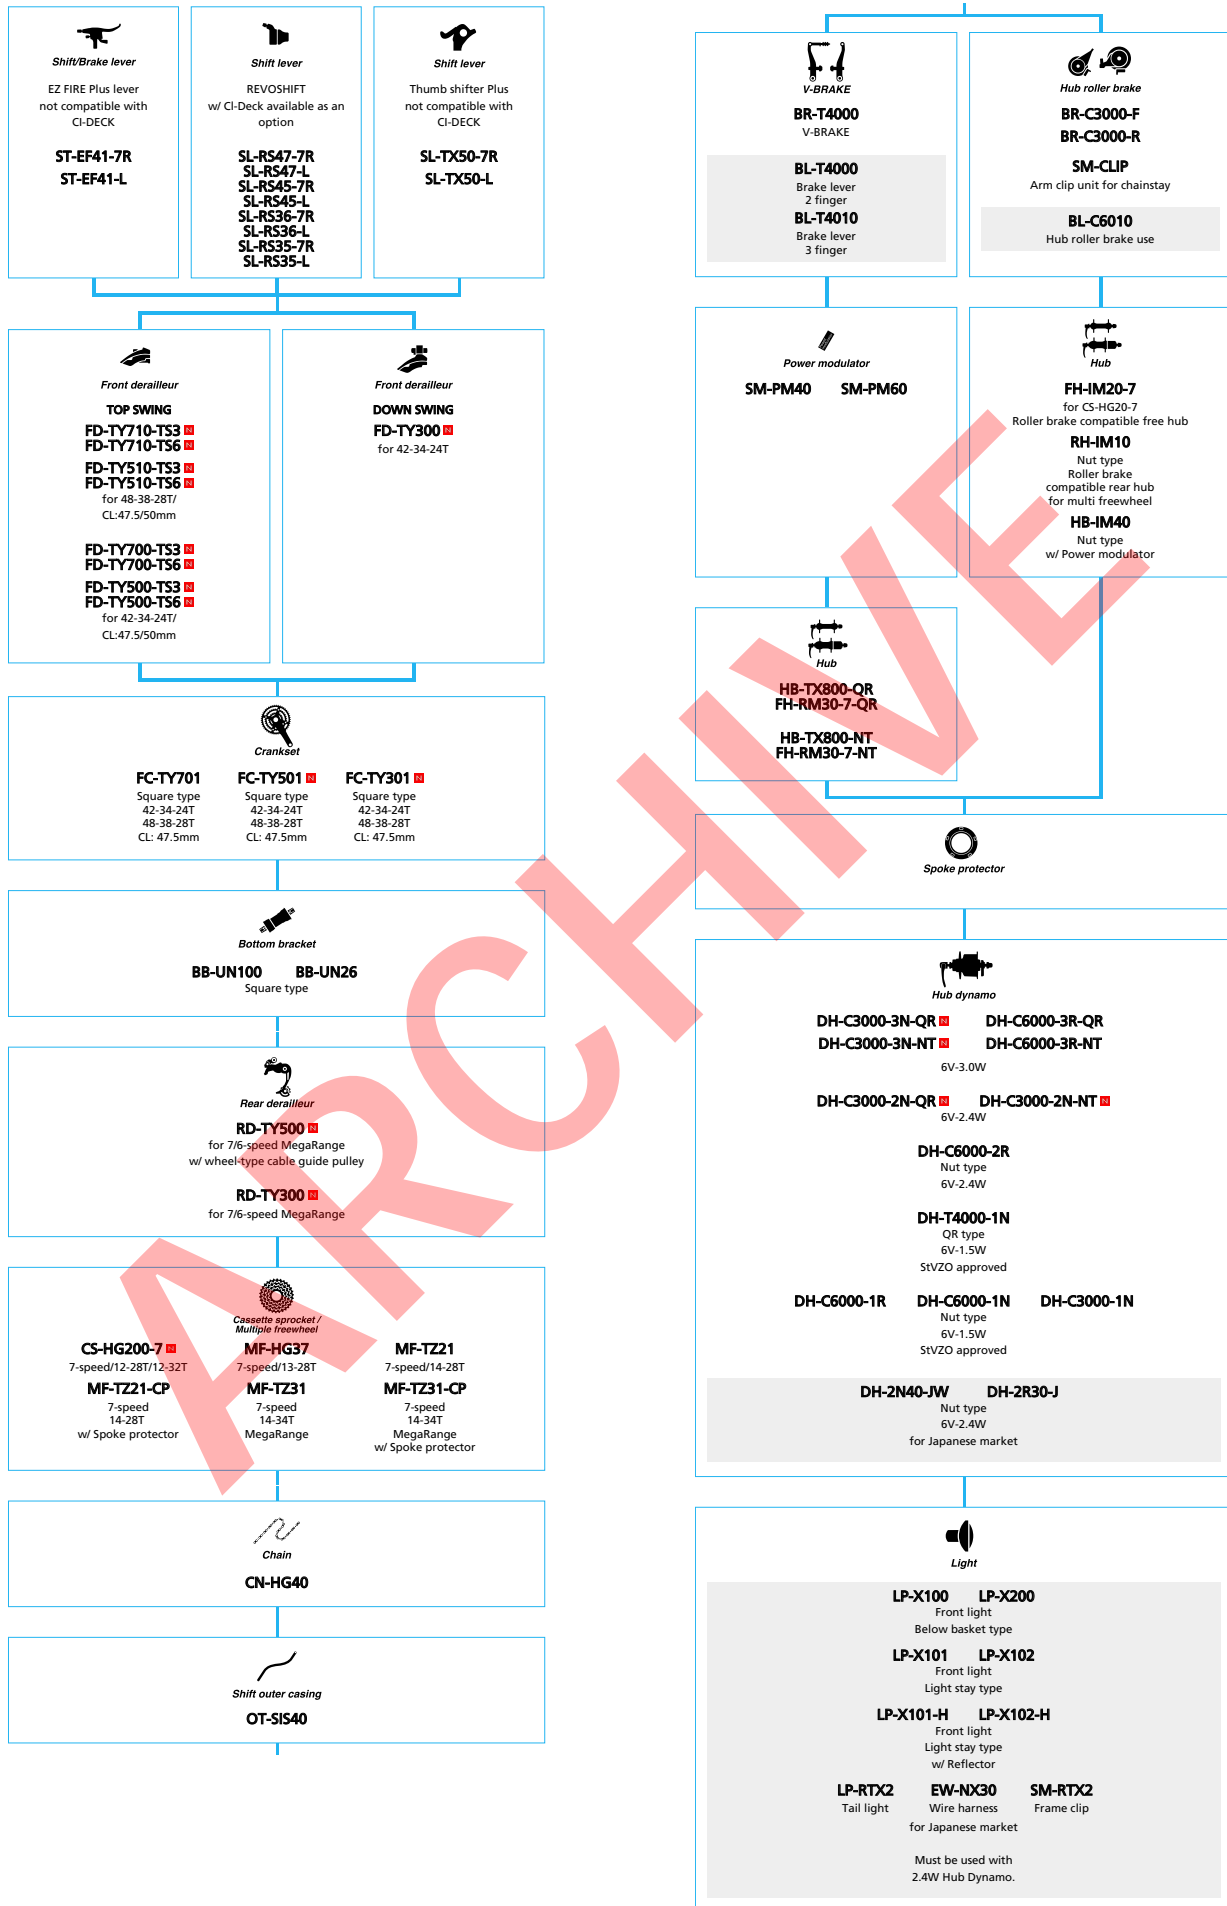 Shift/Brake lever
EZ FIRE Plus lever
not compatible with
CI-DECK
ST-EF41-7R
ST-EF41-L
Shift lever
REVOSHIFT
w/ CI-Deck available as an
option
SL-RS47-7R
SL-RS47-L
SL-RS45-7R
SL-RS45-L
SL-RS36-7R
SL-RS36-L
SL-RS35-7R
SL-RS35-L
Shift lever
Thumb shifter Plus
not compatible with
CI-DECK
SL-TX50-7R
SL-TX50-L
Front derailleur
TOP SWING
FD-TY710-TS3 N
FD-TY710-TS6 N
FD-TY510-TS3 N
FD-TY510-TS6 N
for 48-38-28T/
CL:47.5/50mm
FD-TY700-TS3 N
FD-TY700-TS6 N
FD-TY500-TS3 N
FD-TY500-TS6 N
for 42-34-24T/
CL:47.5/50mm
Front derailleur
DOWN SWING
FD-TY300 N
for 42-34-24T
Crankset
FC-TY701 FC-TY501 N FC-TY301 N
Square type Square type Square type
42-34-24T 42-34-24T 42-34-24T
48-38-28T 48-38-28T 48-38-28T
CL: 47.5mm CL: 47.5mm CL: 47.5mm
Bottom bracket
BB-UN100 BB-UN26
Square type
Rear derailleur
RD-TY500 N
for 7/6-speed MegaRange
w/ wheel-type cable guide pulley
RD-TY300 N
for 7/6-speed MegaRange
Cassette sprocket /
Multiple freewheel
CS-HG200-7 N MF-HG37 MF-TZ21
7-speed/12-28T/12-32T 7-speed/13-28T 7-speed/14-28T
MF-TZ21-CP MF-TZ31 MF-TZ31-CP
7-speed 7-speed 7-speed
14-28T 14-34T 14-34T
w/ Spoke protector MegaRange MegaRange
w/ Spoke protector
Chain
CN-HG40
Shift outer casing
OT-SIS40
V-BRAKE
BR-T4000
V-BRAKE
BL-T4000
Brake lever
2 finger
BL-T4010
Brake lever
3 finger
Hub roller brake
BR-C3000-F
BR-C3000-R
SM-CLIP
Arm clip unit for chainstay
BL-C6010
Hub roller brake use
Power modulator
SM-PM40 SM-PM60
Hub
FH-IM20-7
for CS-HG20-7
Roller brake compatible free hub
RH-IM10
Nut type
Roller brake
compatible rear hub
for multi freewheel
HB-IM40
Nut type
w/ Power modulator
Hub
HB-TX800-QR
FH-RM30-7-QR
HB-TX800-NT
FH-RM30-7-NT
Spoke protector
Hub dynamo
DH-C3000-3N-QR N DH-C6000-3R-QR
DH-C3000-3N-NT N DH-C6000-3R-NT
6V-3.0W
DH-C3000-2N-QR N DH-C3000-2N-NT N
6V-2.4W
DH-C6000-2R
Nut type
6V-2.4W
DH-T4000-1N
QR type
6V-1.5W
StVZO approved
DH-C6000-1R DH-C6000-1N DH-C3000-1N
Nut type
6V-1.5W
StVZO approved
DH-2N40-JW DH-2R30-J
Nut type
6V-2.4W
for Japanese market
Light
LP-X100 LP-X200
Front light
Below basket type
LP-X101 LP-X102
Front light
Light stay type
LP-X101-H LP-X102-H
Front light
Light stay type
w/ Reflector
LP-RTX2 EW-NX30 SM-RTX2
Tail light Wire harness Frame clip
for Japanese market
Must be used with
2.4W Hub Dynamo.
ARCHIVE